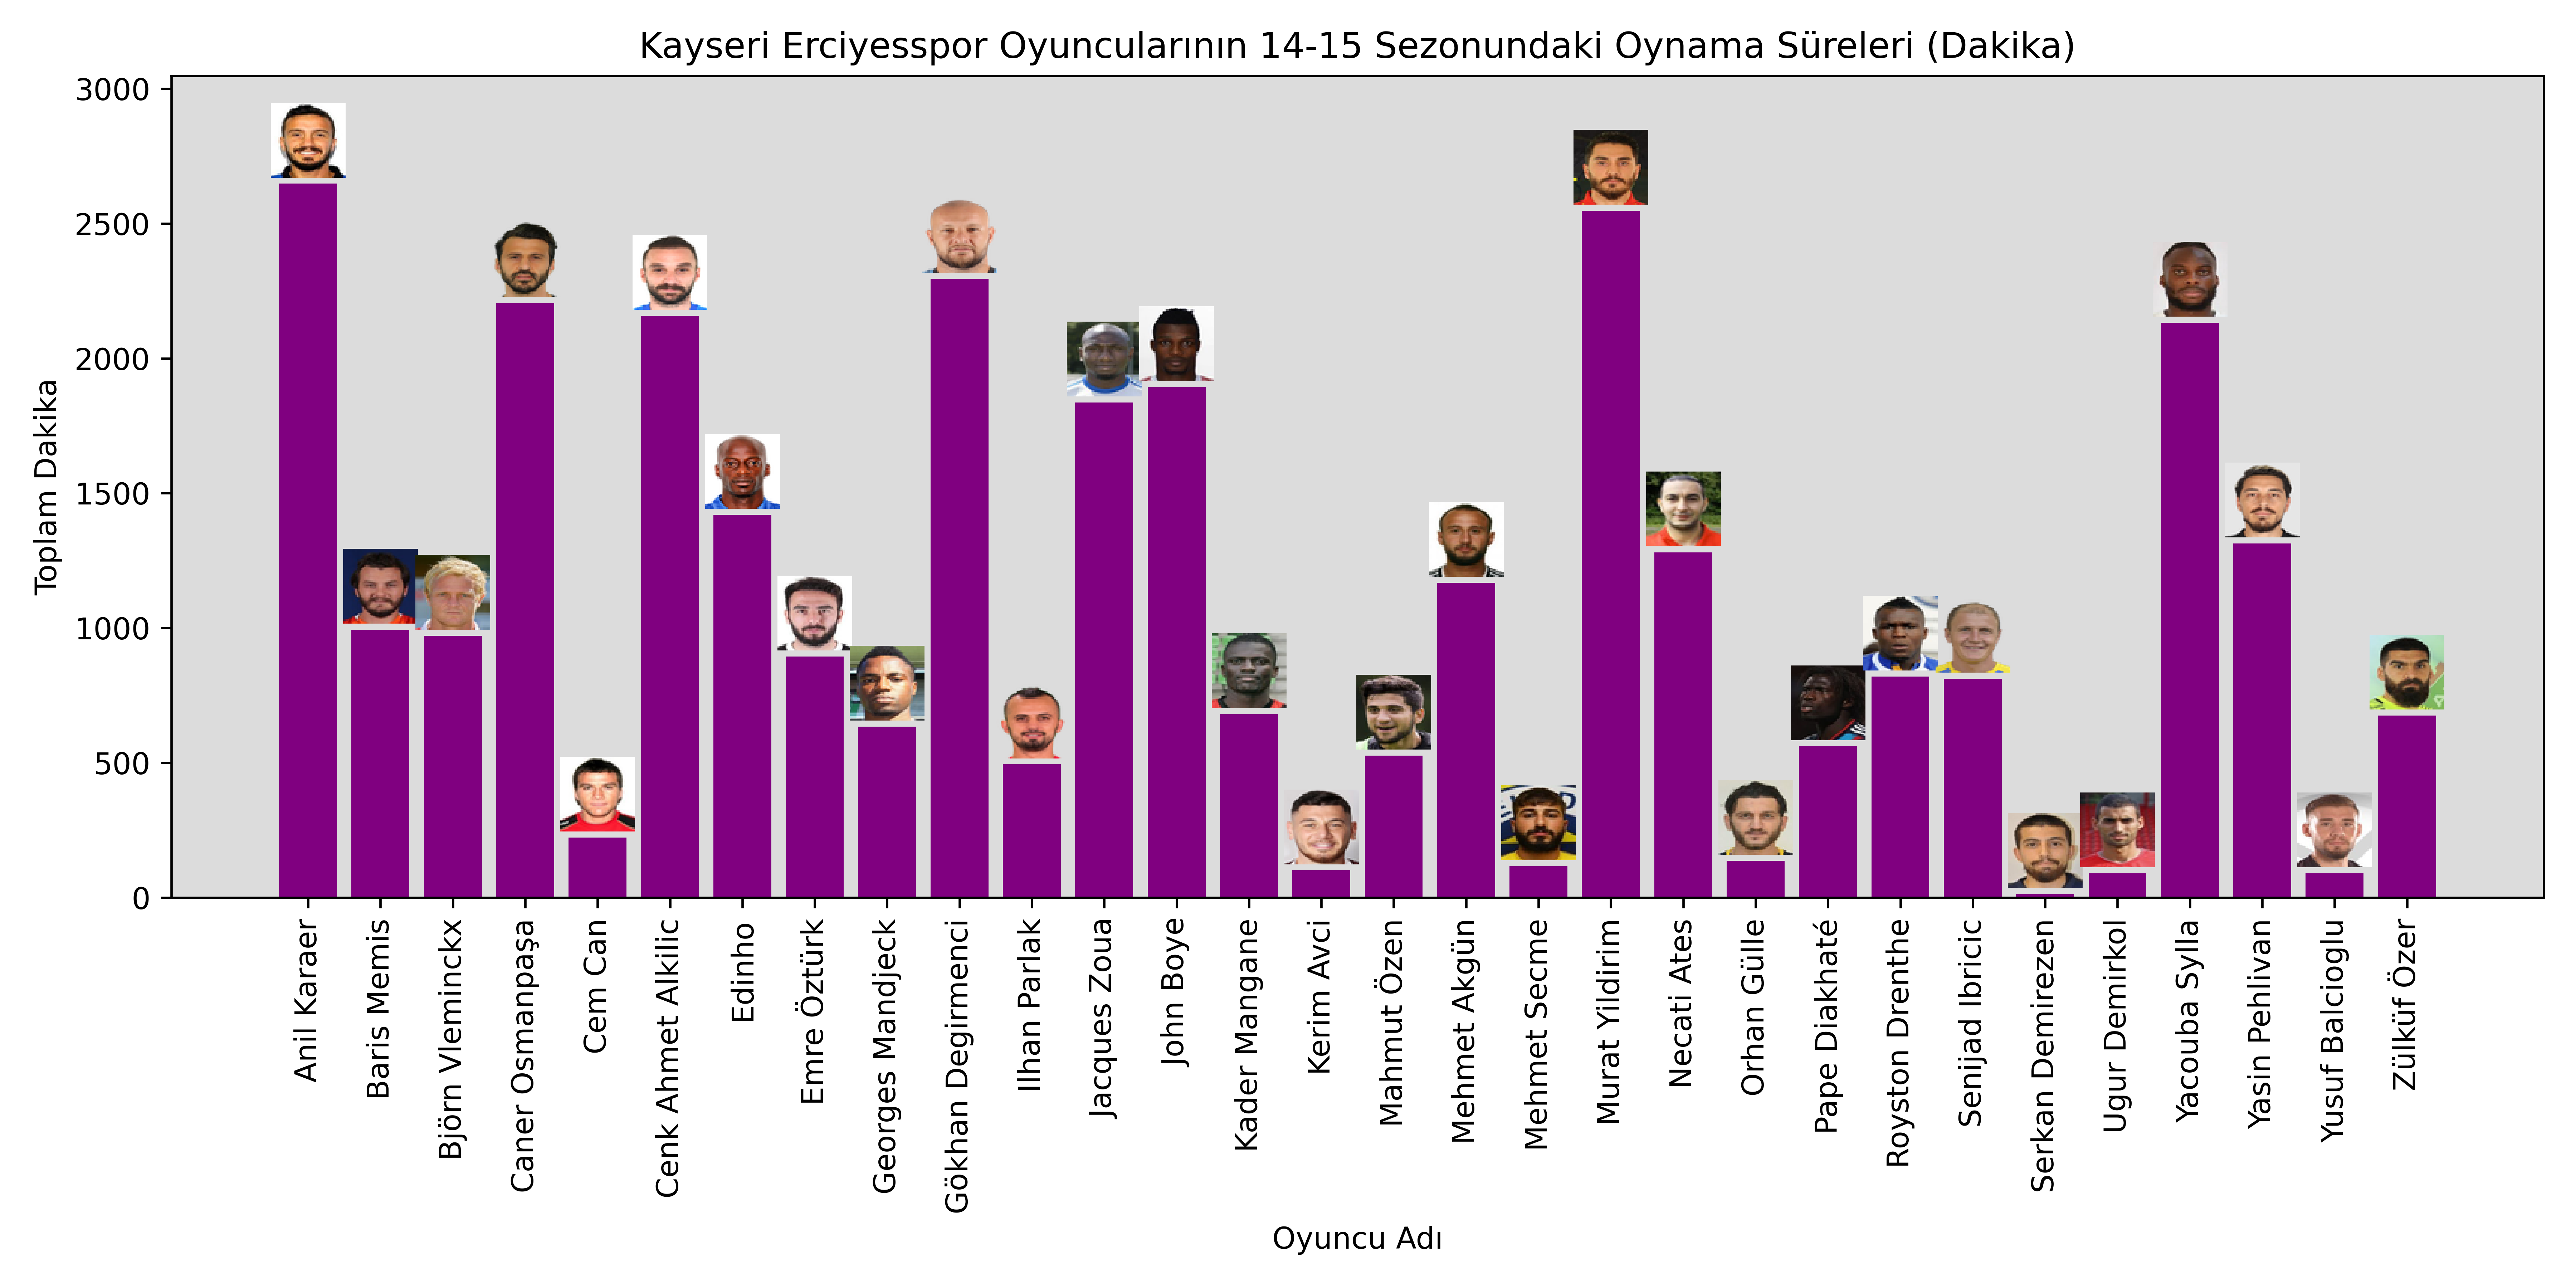 Kayseri Erciyesspor Oyuncularının 14-15 Sezonundaki Oynama Süreleri (Dakika)
Toplam Dakika
3000
2500
2000
1500
1000
500
0
Anil Karaer
Baris Memis
Björn Vleminckx
Caner Osmanpaşa
Cem Can
Cenk Ahmet Alkilic
Edinho
Emre Öztürk
Georges Mandjeck
Gökhan Degirmenci
Ilhan Parlak
Jacques Zoua
John Boye
Kader Mangane
Kerim Avci
Mahmut Özen
Mehmet Akgün
Mehmet Secme
Murat Yildirim
Necati Ates
Orhan Gülle
Pape Diakhaté
Royston Drenthe
Senijad Ibricic
Serkan Demirezen
Ugur Demirkol
Yacouba Sylla
Yasin Pehlivan
Yusuf Balcioglu
Zülküf Özer
Oyuncu Adı